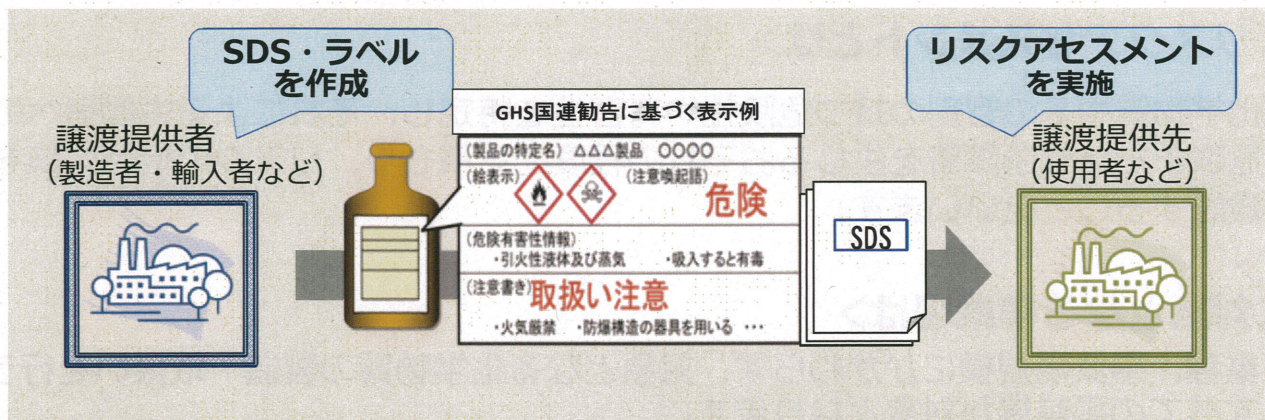 SDS・ラベル
を作成
リスクアセスメント
を実施
譲渡提供者
(製造者・輸入者など)
GHS国連勧告に基づく表示例
(製品の特定名) △△△製品 〇〇〇〇
(絵表示)
(注意喚起語)
危険
(危険有害性情報)
・引火性液体及び蒸気 ・吸入すると有毒
(注意書き)取扱い注意
・火気厳禁 ・防爆構造の器具を用いる …
SDS
譲渡提供先
(使用者など)